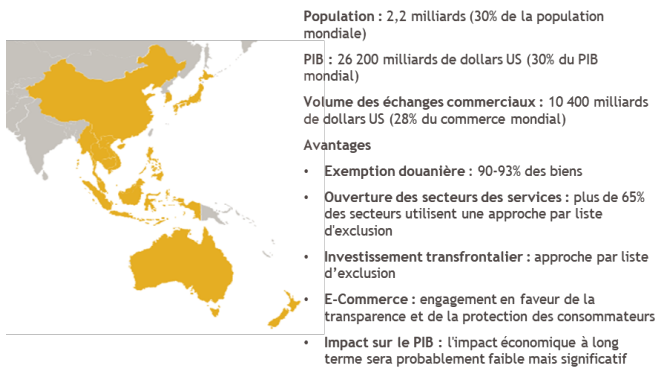 Population : 2,2 milliards (30% de la population
mondiale)
PIB : 26 200 milliards de dollars US (30% du PIB
mondial)
Volume des échanges commerciaux : 10 400 milliards
de dollars US (28% du commerce mondial)
Avantages
• Exemption douanière : 90-93% des biens
• Ouverture des secteurs des services : plus de 65%
des secteurs utilisent une approche par liste
d'exclusion
• Investissement transfrontalier : approche par liste
d’exclusion
• E-Commerce : engagement en faveur de la
transparence et de la protection des consommateurs
• Impact sur le PIB : l'impact économique à long
terme sera probablement faible mais significatif